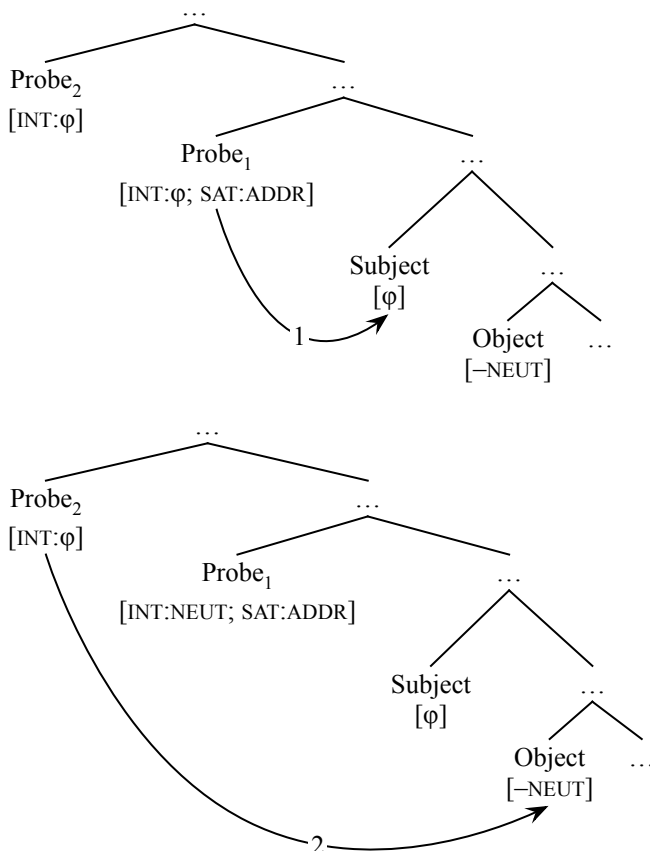 …
Probe₂
[INT:φ]
…
Probe₁
[INT:φ; SAT:ADDR]
…
Subject
[φ]
…
1
Object
[–NEUT]
…
…
Probe₂
[INT:φ]
…
Probe₁
[INT:NEUT; SAT:ADDR]
…
Subject
[φ]
…
Object
[–NEUT]
…
2